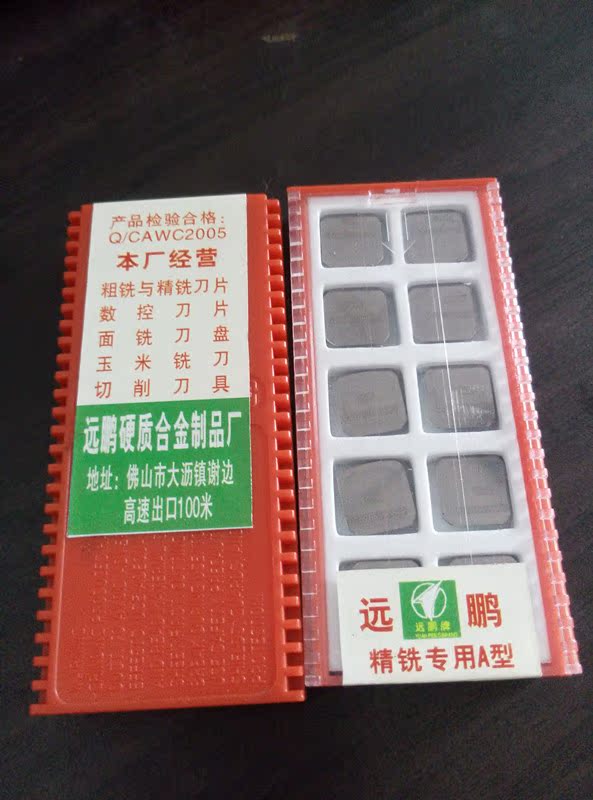 产品检验合格:
Q/CAWC2005
本厂经营
粗铣与精铣刀片
数控刀片
面铣刀盘
玉米铣刀
切削刀具
远鹏硬质合金制品厂
地址:佛山市大沥镇谢边
高速出口100米
远 鹏
远鹏牌
精铣专用A型